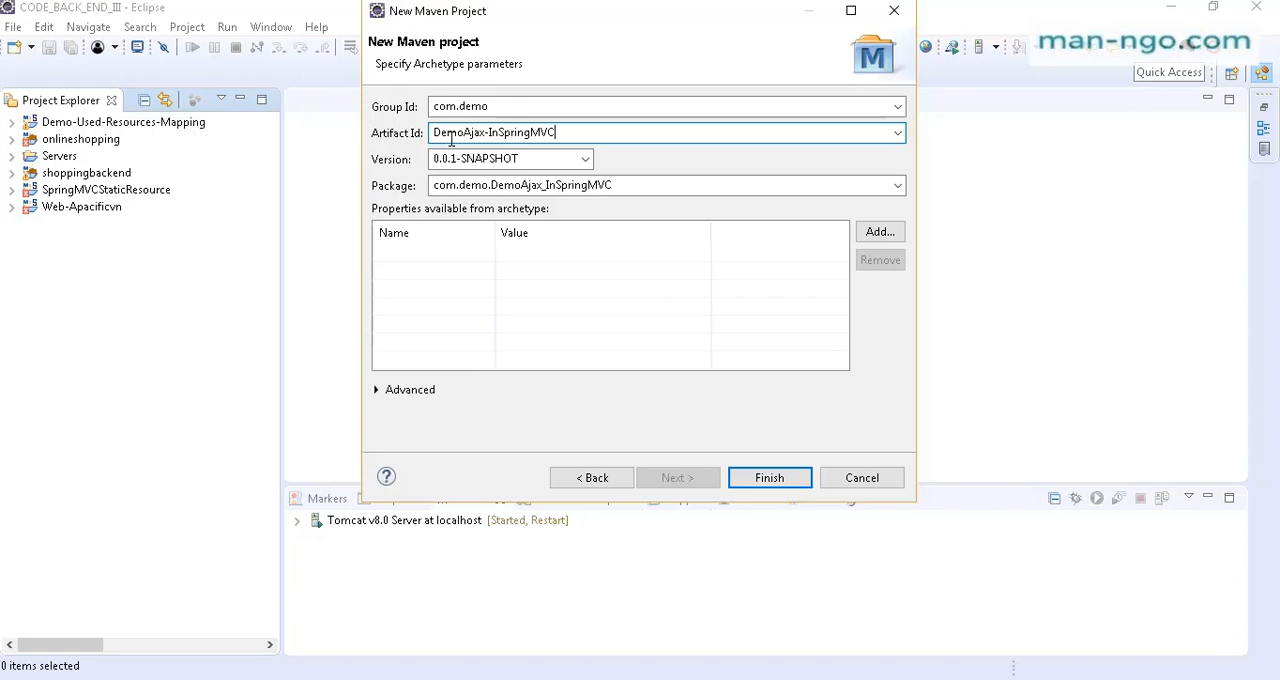 CODE_BACK_END_III - Eclipse
New Maven Project
File Edit Navigate Search Project Run Window Help
New Maven project
Specify Archetype parameters
M
man-ngo.com
Quick Access
Project Explorer
Demo-Used-Resources-Mapping
onlineshopping
Servers
shoppingbackend
SpringMVCStaticResource
Web-Apacificvn
Group Id: com.demo
Artifact Id: DemoAjax-InSpringMVC
Version: 0.0.1-SNAPSHOT
Package: com.demo.DemoAjax_InSpringMVC
Properties available from archetype:
Name Value
Add...
Remove
Advanced
? < Back Next > Finish Cancel
Markers
Tomcat v8.0 Server at localhost [Started, Restart]
0 items selected